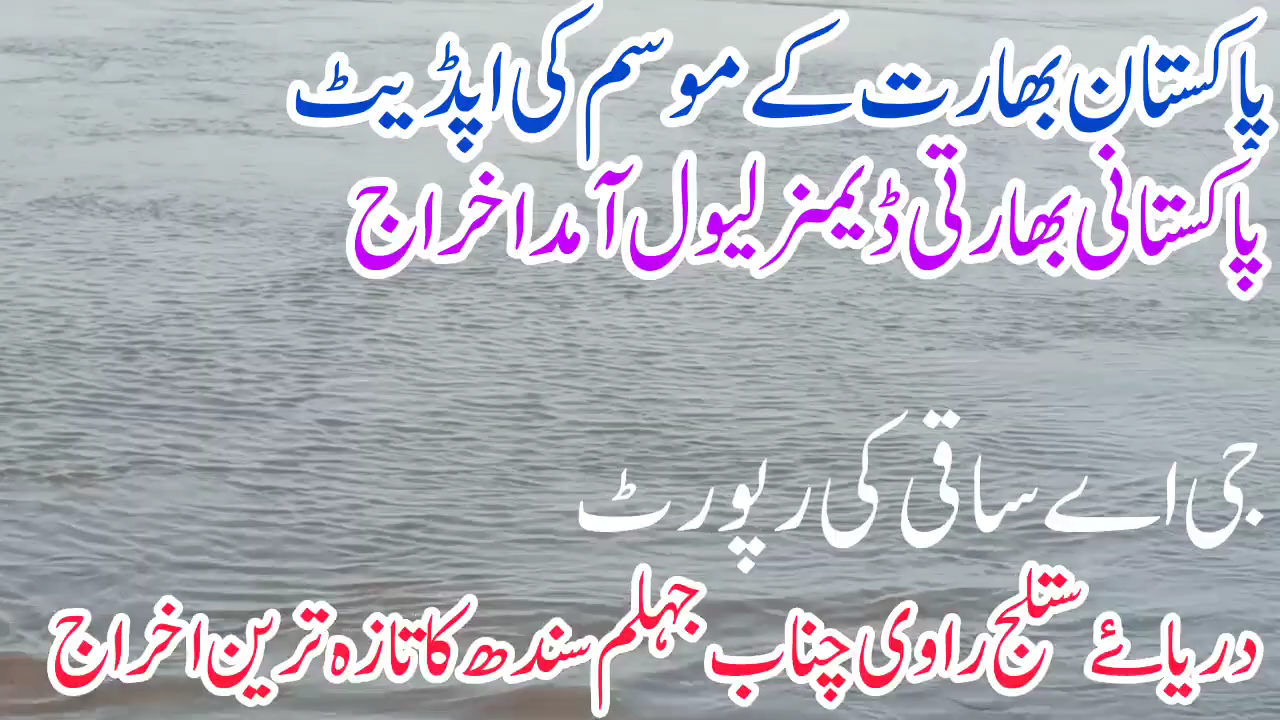 پاکستان بھارت کے موسم کی اپڈیٹ
پاکستانی بھارتی ڈیمز لیول آمد اخراج
جی اے ساقی کی رپورٹ
دریائے ستلج راوی چناب جہلم سندھ کا تازہ ترین اخراج